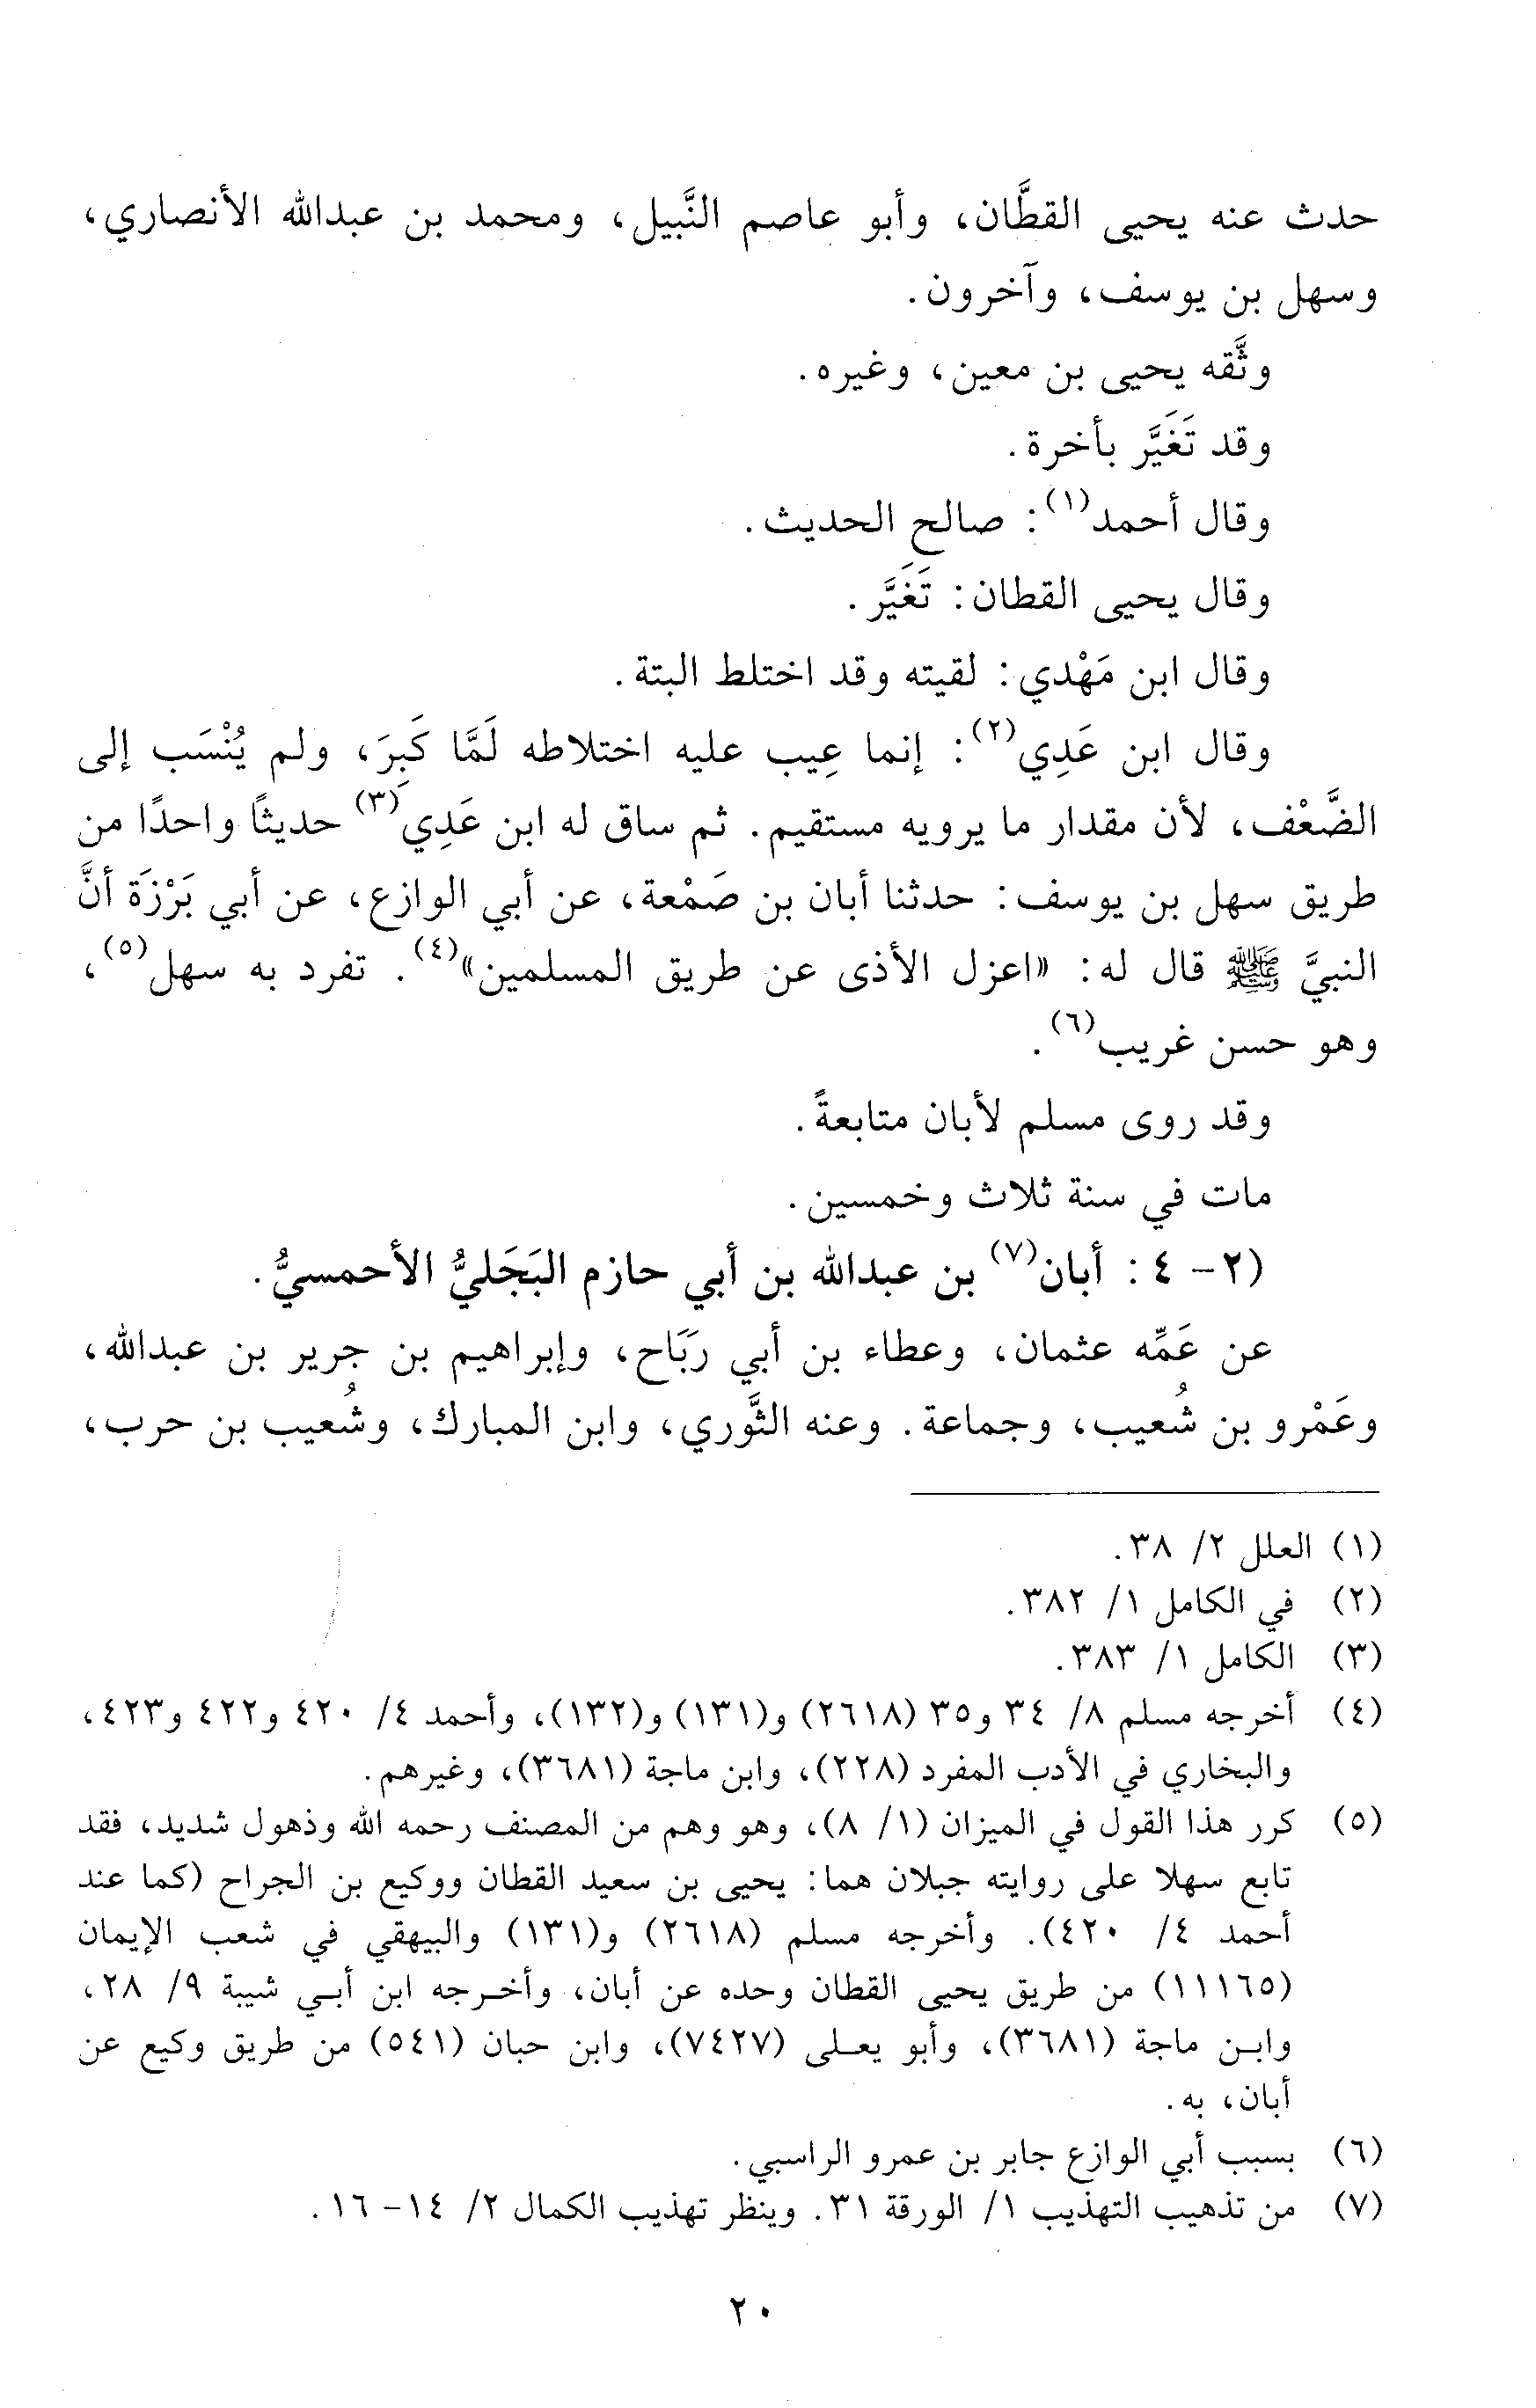 حدث عنه يحيى القطَّان، وأبو عاصم النَّبيل، ومحمد بن عبدالله الأنصاري،
وسهل بن يوسف، وآخرون.
وثَّقه يحيى بن معين، وغيره.
وقد تَغَيَّر بأخرة.
وقال أحمد(١): صالح الحديث.
وقال يحيى القطان: تَغَيَّر.
وقال ابن مَهْدي: لقيته وقد اختلط البتة.
وقال ابن عَدِي(٢): إنما عِيب عليه اختلاطه لَمَّا كَبِرَ، ولم يُنْسَب إلى
الضَّعْف، لأن مقدار ما يرويه مستقيم. ثم ساق له ابن عَدِي(٣) حديثًا واحدًا من
طريق سهل بن يوسف: حدثنا أبان بن صَمْعة، عن أبي الوازع، عن أبي بَرْزَة أنَّ
النبيَّ ﷺ قال له: «اعزل الأذى عن طريق المسلمين»(٤). تفرد به سهل(٥)،
وهو حسن غريب(٦).
وقد روى مسلم لأبان متابعةً.
مات في سنة ثلاث وخمسين.
(٢- ٤: أبان(٧) بن عبدالله بن أبي حازم البَجَليُّ الأحمسيُّ.
عن عَمِّه عثمان، وعطاء بن أبي رَبَاح، وإبراهيم بن جرير بن عبدالله،
وعَمْرو بن شُعيب، وجماعة. وعنه الثَّوري، وابن المبارك، وشُعيب بن حرب،
(١) العلل ٢/ ٣٨.
(٢) في الكامل ١/ ٣٨٢.
(٣) الكامل ١/ ٣٨٣.
(٤) أخرجه مسلم ٨/ ٣٤ و٣٥ (٢٦١٨) و(١٣١) و(١٣٢)، وأحمد ٤/ ٤٢٠ و٤٢٢ و٤٢٣،
والبخاري في الأدب المفرد (٢٢٨)، وابن ماجة (٣٦٨١)، وغيرهم.
(٥) كرر هذا القول في الميزان (١/ ٨)، وهو وهم من المصنف رحمه الله وذهول شديد، فقد
تابع سهلا على روايته جبلان هما: يحيى بن سعيد القطان ووكيع بن الجراح (كما عند
أحمد ٤/ ٤٢٠). وأخرجه مسلم (٢٦١٨) و(١٣١) والبيهقي في شعب الإيمان
(١١١٦٥) من طريق يحيى القطان وحده عن أبان، وأخرجه ابن أبي شيبة ٩/ ٢٨،
وابن ماجة (٣٦٨١)، وأبو يعلى (٧٤٢٧)، وابن حبان (٥٤١) من طريق وكيع عن
أبان، به.
(٦) بسبب أبي الوازع جابر بن عمرو الراسبي.
(٧) من تذهيب التهذيب ١/ الورقة ٣١. وينظر تهذيب الكمال ٢/ ١٤- ١٦.
٢٠